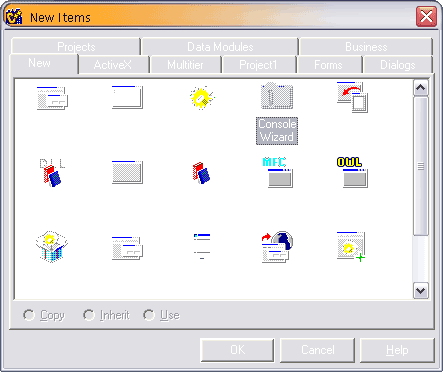 New Items
Projects Data Modules Business
New ActiveX Multitier Project1 Forms Dialogs
Console
Wizard
DLL
MFC OWL
Copy Inherit Use
OK Cancel Help